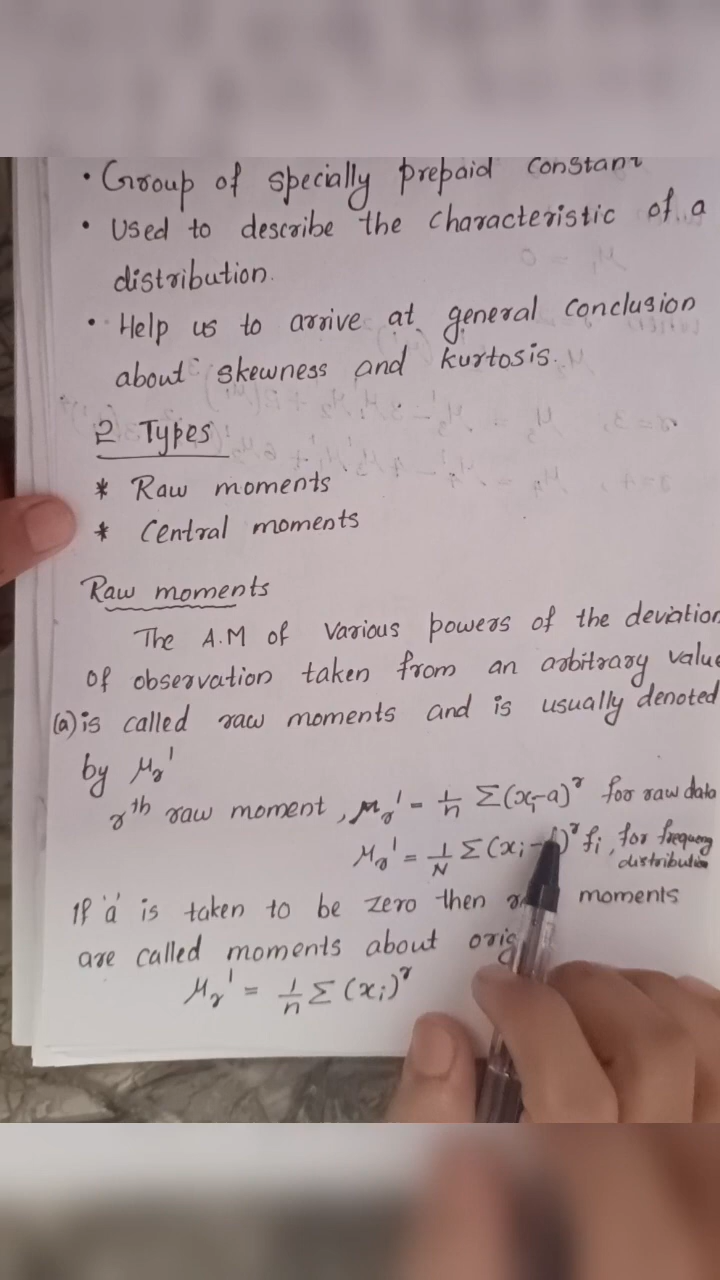 • Group of specially prepaid constant
• Used to describe the characteristic of a
distribution.
• Help us to arrive at general conclusion
about skewness and kurtosis.
2 Types:
* Raw moments
* Central moments
Raw moments
The A.M of various powers of the deviation
of observation taken from an arbitrary value
(a) is called raw moments and is usually denoted
by μᵣ'
rᵗʰ raw moment, μᵣ' = 1/n Σ(xᵢ-a)ʳ for raw data
μᵣ' = 1/N Σ(xᵢ- )ʳ fᵢ, for frequency
distribution
If 'a' is taken to be zero then moments
are called moments about
μᵣ' = 1/n Σ(xᵢ)ʳ